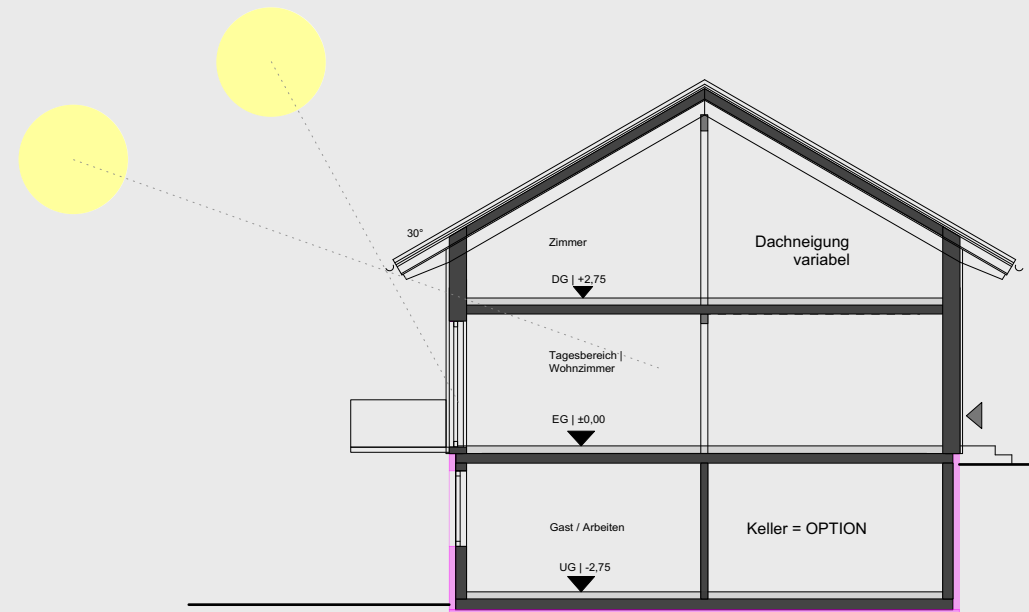 30°
Zimmer
Dachneigung
variabel
DG | +2,75
Tagesbereich |
Wohnzimmer
EG | ±0,00
Gast / Arbeiten
Keller = OPTION
UG | -2,75